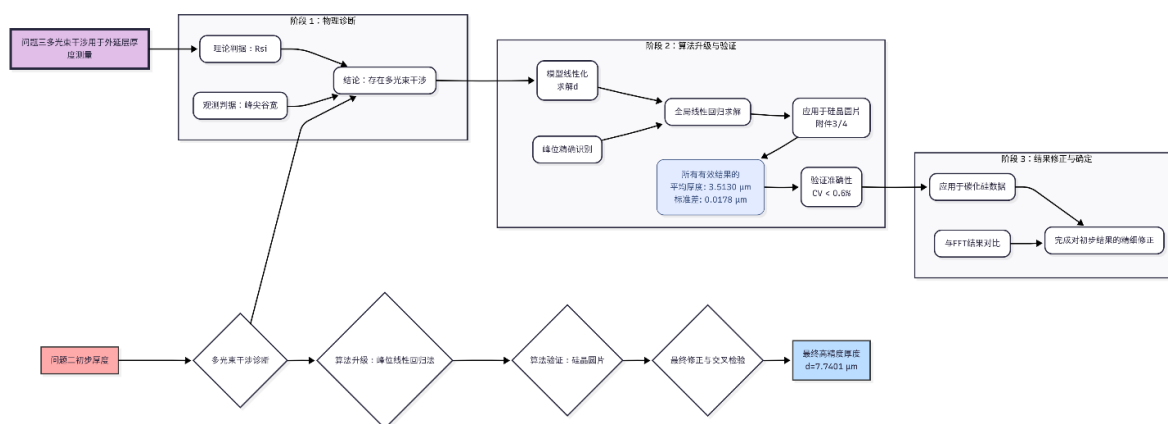 阶段 1：物理诊断
问题三多光束干涉用于外延层厚
度测量
理论判据：Rsi
结论：存在多光束干涉
观测判据：峰尖谷宽
阶段 2：算法升级与验证
模型线性化
求解d
峰位精确识别
全局线性回归求解
应用于硅晶圆片
附件3/4
所有有效结果的
平均厚度: 3.5130 μm
标准差: 0.0178 μm
验证准确性
CV < 0.6%
阶段 3：结果修正与确定
应用于碳化硅数据
与FFT结果对比
完成对初步结果的精细修正
问题二初步厚度
多光束干涉诊断
算法升级：峰位线性回归法
算法验证：硅晶圆片
最终修正与交叉检验
最终高精度厚度
d=7.7401 μm